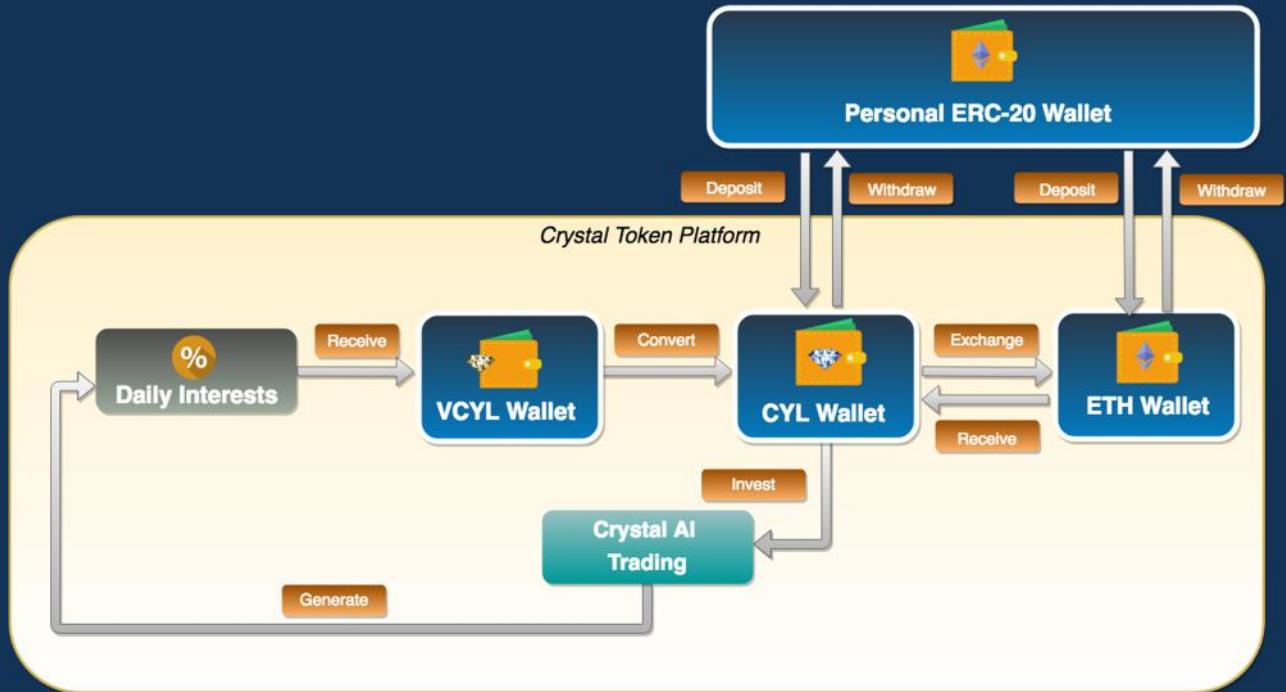 Personal ERC-20 Wallet
Deposit
Withdraw
Deposit
Withdraw
Crystal Token Platform
%
Daily Interests
Receive
VCYL Wallet
Convert
CYL Wallet
Exchange
Receive
ETH Wallet
Invest
Crystal AI
Trading
Generate